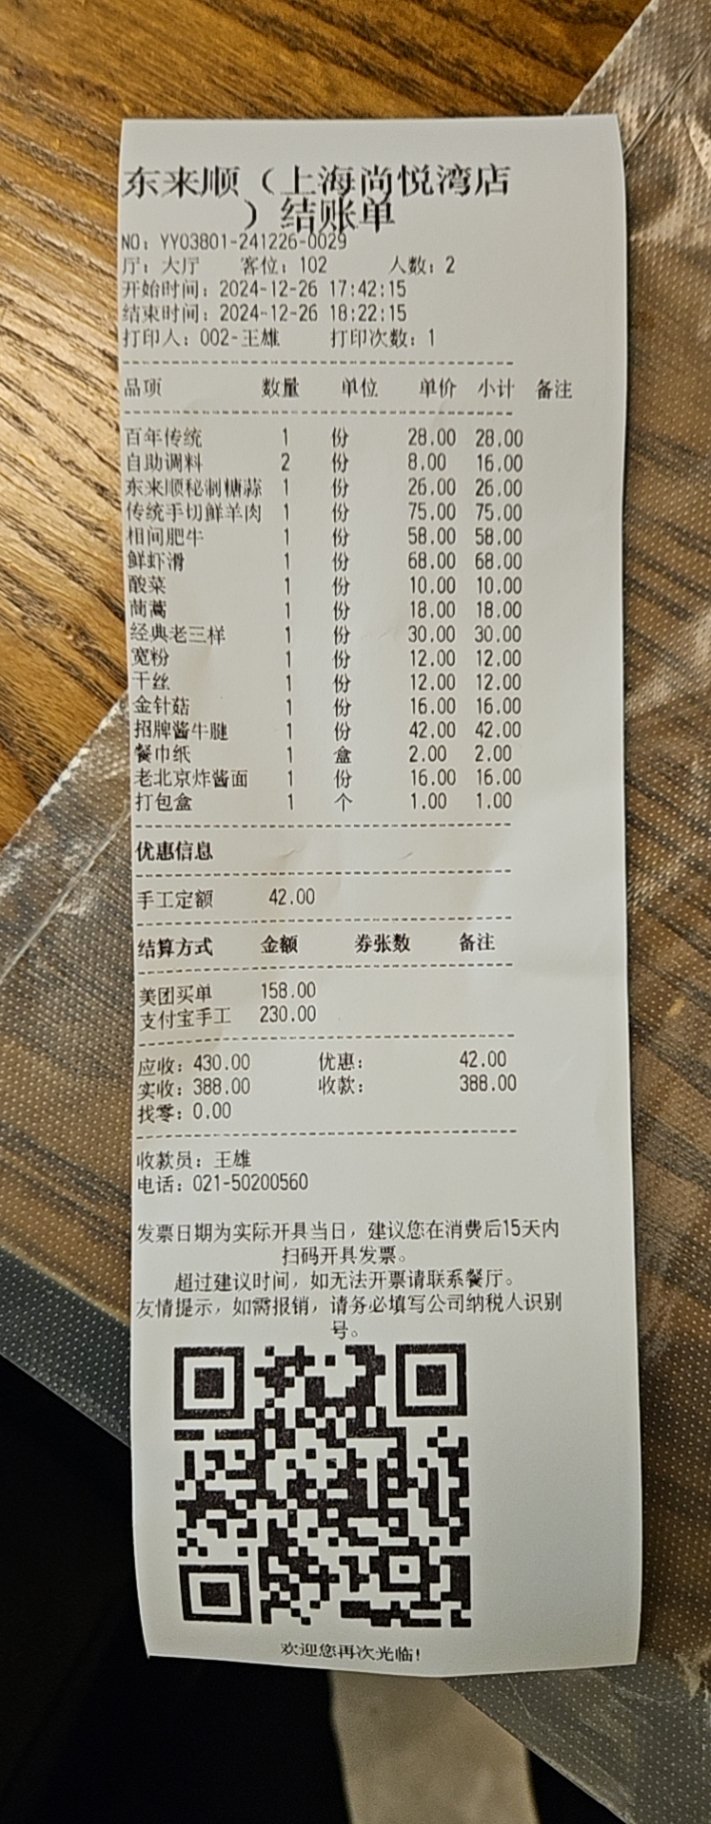 东来顺（上海尚悦湾店
）结账单
NO：YY03801-241226-0029
厅：大厅 客位：102 人数：2
开始时间：2024-12-26 17:42:15
结束时间：2024-12-26 18:22:15
打印人：002-王雄 打印次数：1
品项 数量 单位 单价 小计 备注
百年传统 1 份 28.00 28.00
自助调料 2 份 8.00 16.00
东来顺秘制糖蒜 1 份 26.00 26.00
传统手切鲜羊肉 1 份 75.00 75.00
相间肥牛 1 份 58.00 58.00
鲜虾滑 1 份 68.00 68.00
酸菜 1 份 10.00 10.00
茼蒿 1 份 18.00 18.00
经典老三样 1 份 30.00 30.00
宽粉 1 份 12.00 12.00
干丝 1 份 12.00 12.00
金针菇 1 份 16.00 16.00
招牌酱牛腱 1 份 42.00 42.00
餐巾纸 1 盒 2.00 2.00
老北京炸酱面 1 份 16.00 16.00
打包盒 1 个 1.00 1.00
优惠信息
手工定额 42.00
结算方式 金额 券张数 备注
美团买单 158.00
支付宝手工 230.00
应收：430.00 优惠： 42.00
实收：388.00 收款： 388.00
找零：0.00
收款员：王雄
电话：021-50200560
发票日期为实际开具当日，建议您在消费后15天内
扫码开具发票。
超过建议时间，如无法开票请联系餐厅。
友情提示，如需报销，请务必填写公司纳税人识别
号。
欢迎您再次光临！